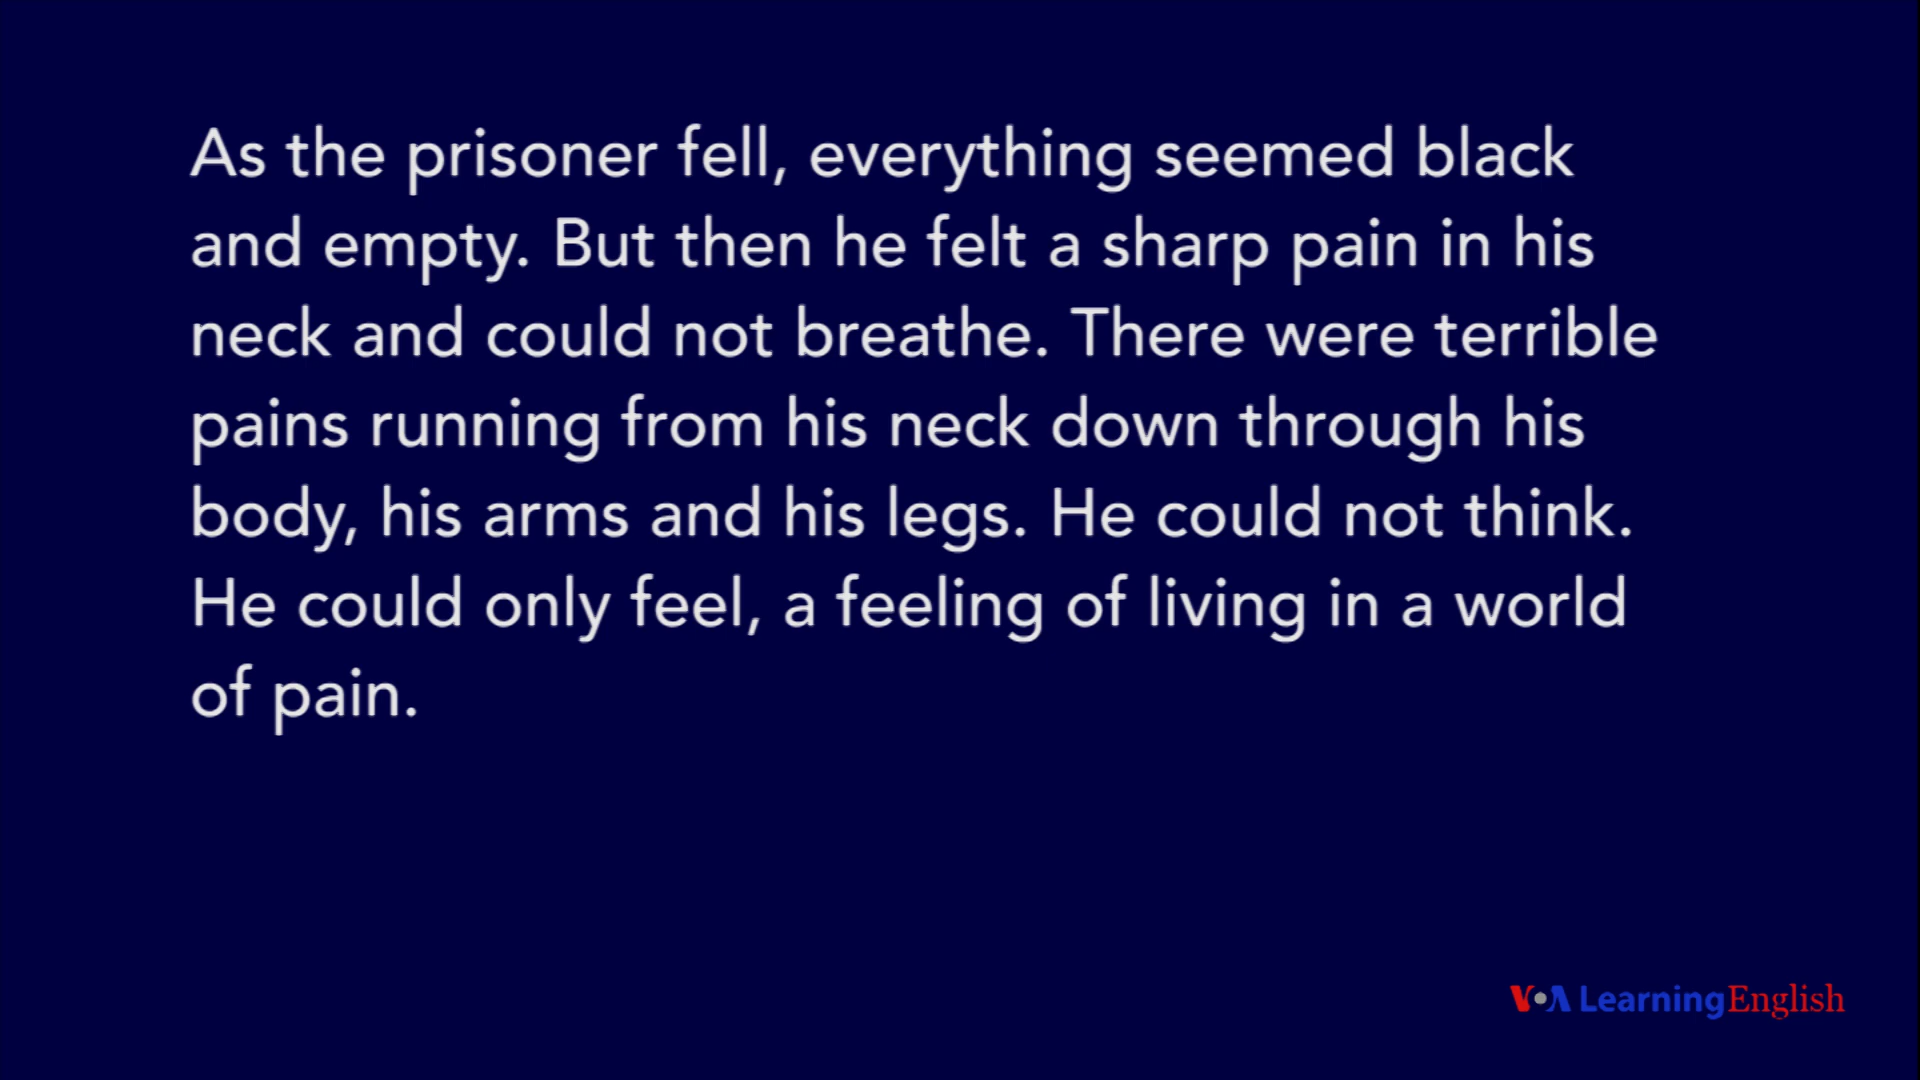 As the prisoner fell, everything seemed black
and empty. But then he felt a sharp pain in his
neck and could not breathe. There were terrible
pains running from his neck down through his
body, his arms and his legs. He could not think.
He could only feel, a feeling of living in a world
of pain.
VOA Learning English